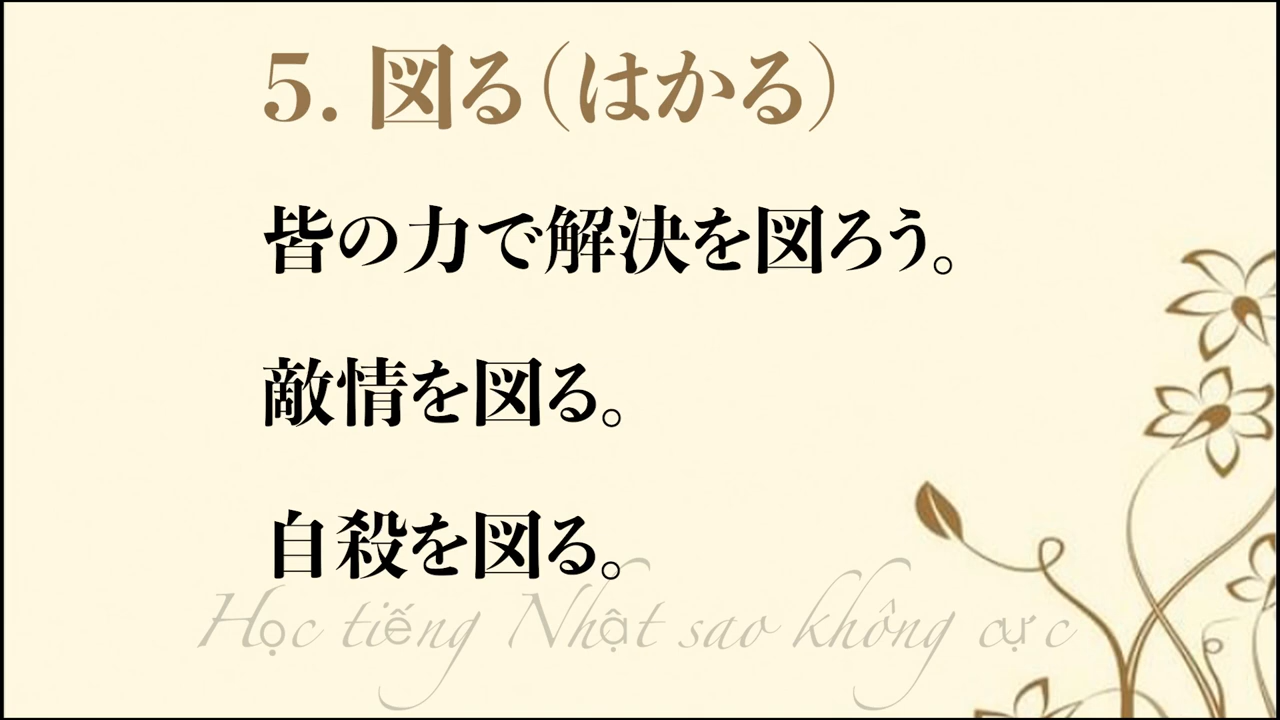 5. 図る（はかる）
皆の力で解決を図ろう。
敵情を図る。
自殺を図る。
Học tiếng Nhật sao không cực